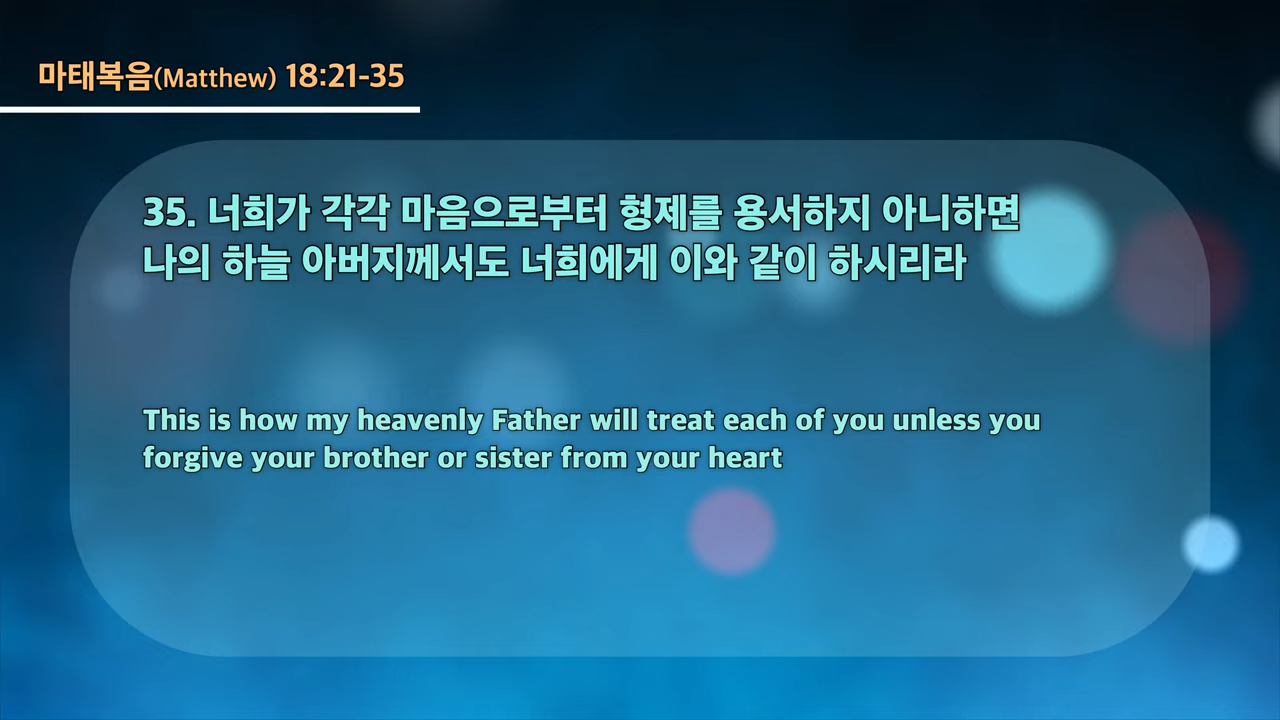 마태복음(Matthew) 18:21-35
35. 너희가 각각 마음으로부터 형제를 용서하지 아니하면
나의 하늘 아버지께서도 너희에게 이와 같이 하시리라
This is how my heavenly Father will treat each of you unless you
forgive your brother or sister from your heart